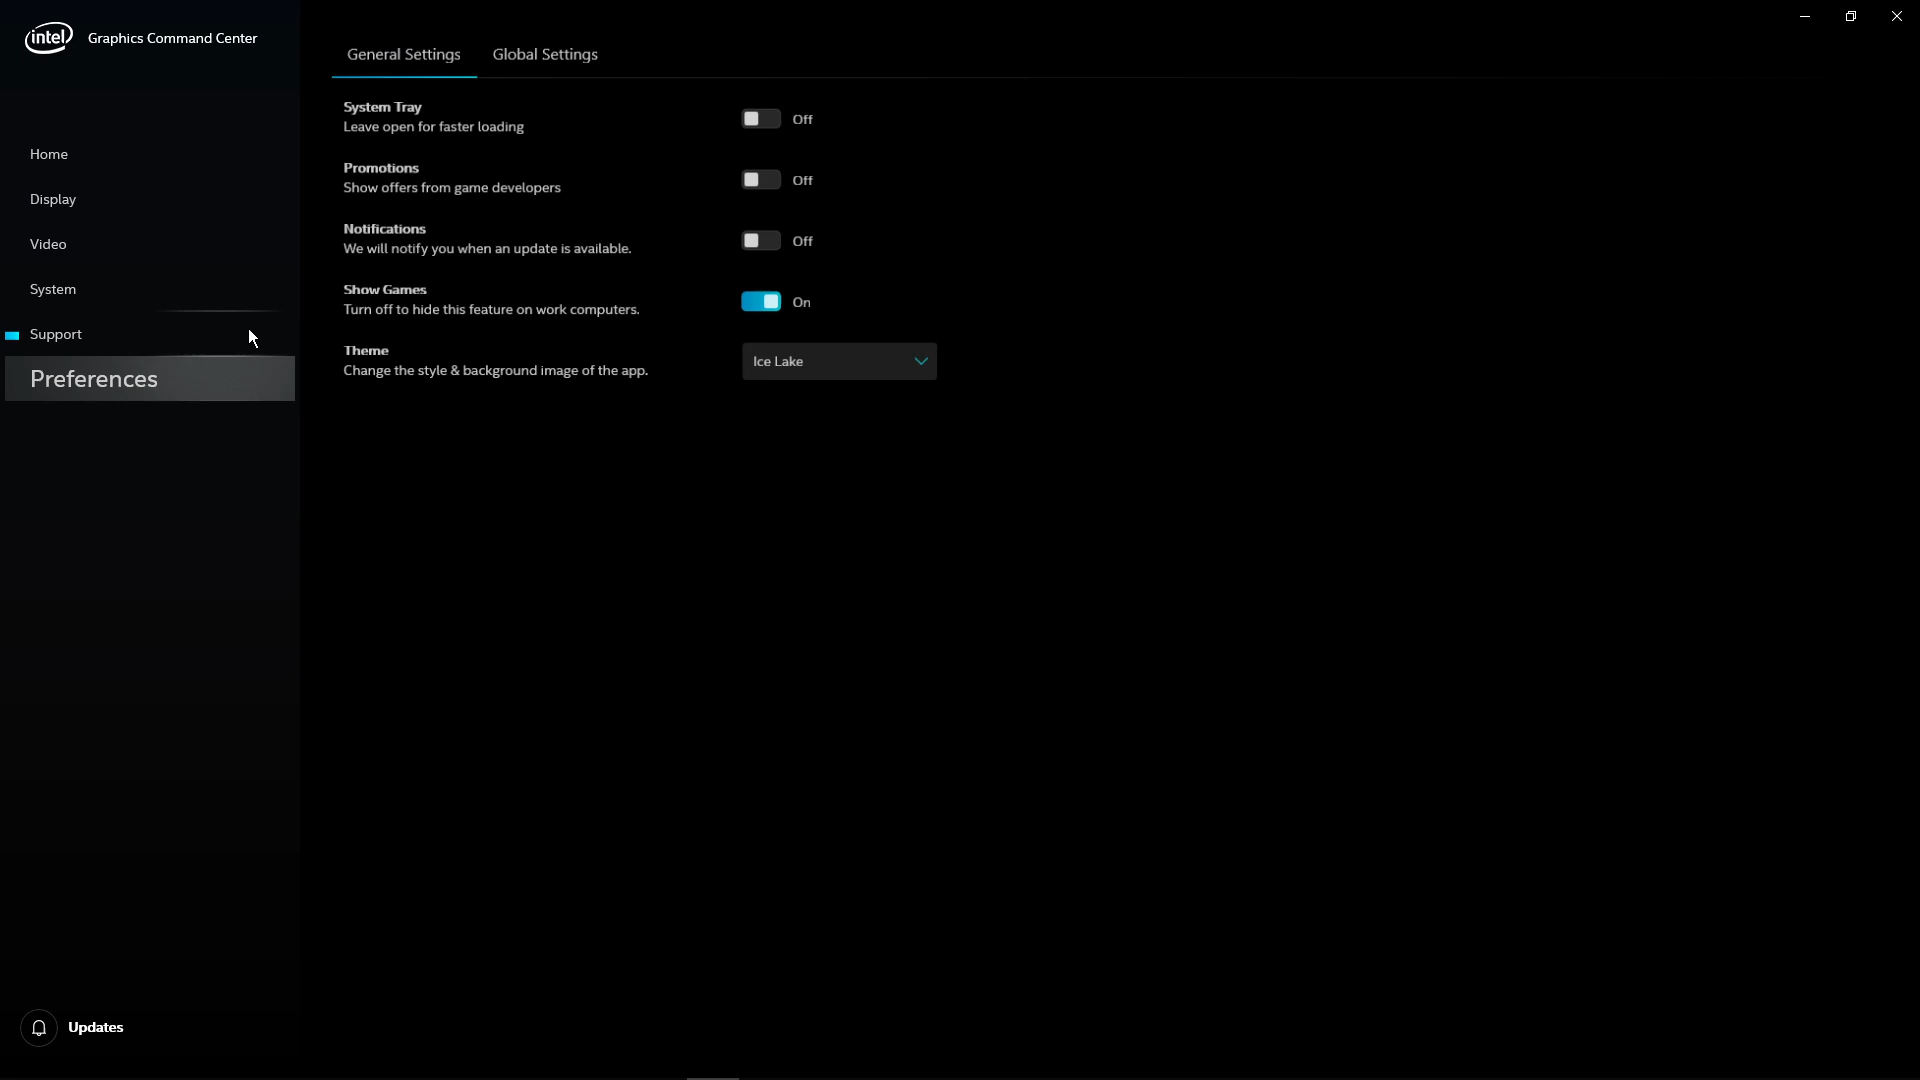 intel Graphics Command Center
Home
Display
Video
System
Support
Preferences
Updates
General Settings Global Settings
System Tray
Leave open for faster loading
Off
Promotions
Show offers from game developers
Off
Notifications
We will notify you when an update is available.
Off
Show Games
Turn off to hide this feature on work computers.
On
Theme
Change the style & background image of the app.
Ice Lake